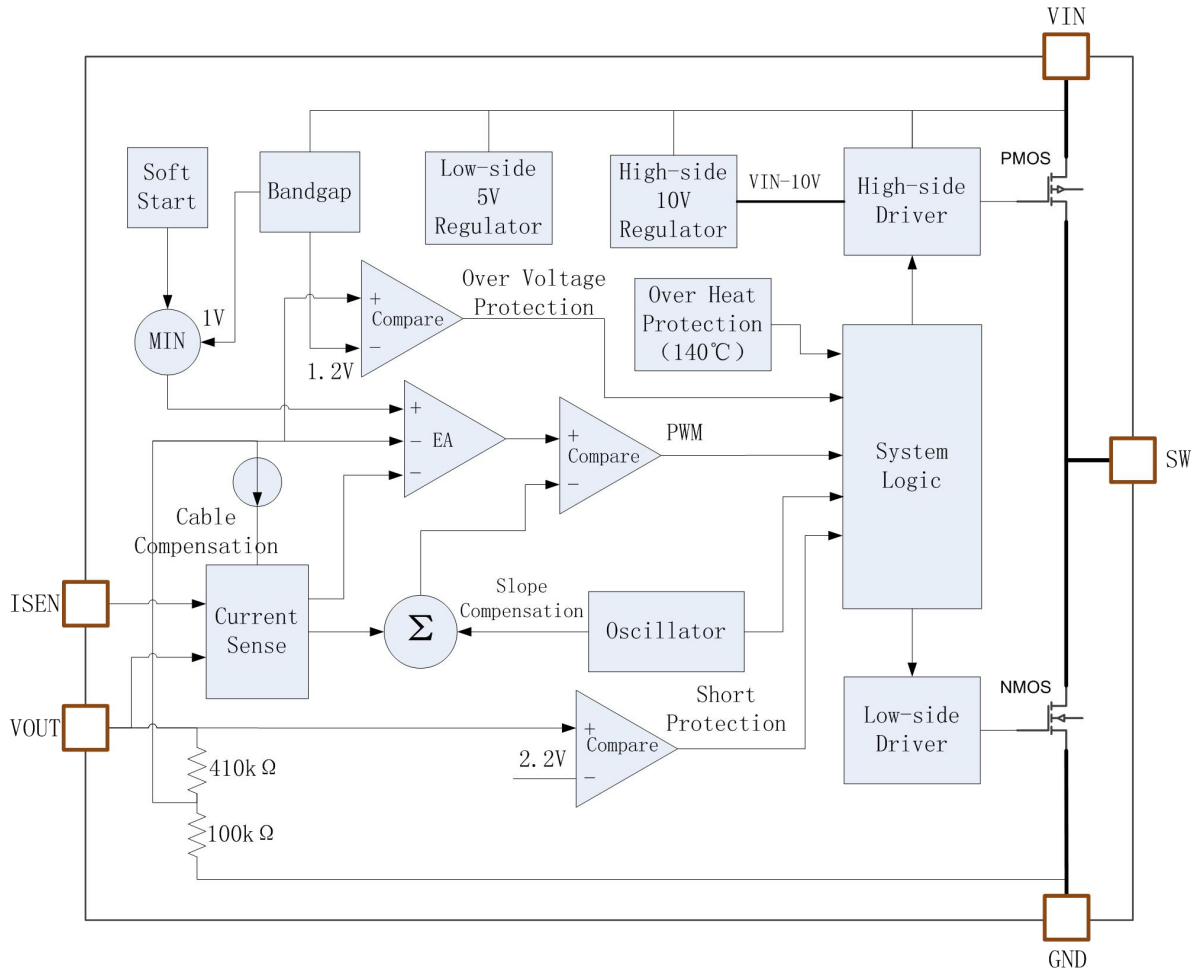 VIN
Soft
Start
Bandgap
Low-side
5V
Regulator
High-side
10V
Regulator
VIN-10V
High-side
Driver
PMOS
MIN
1V
+
Compare
−
1.2V
Over Voltage
Protection
Over Heat
Protection
（140℃）
+
− EA
−
+
Compare
−
PWM
System
Logic
SW
Cable
Compensation
ISEN
Current
Sense
Σ
Slope
Compensation
Oscillator
VOUT
410kΩ
100kΩ
2.2V
+
Compare
−
Short
Protection
Low-side
Driver
NMOS
GND